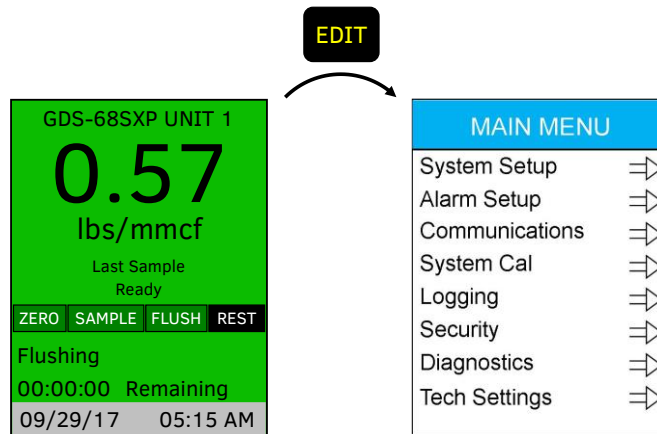 EDIT
GDS-68SXP UNIT 1
0.57
lbs/mmcf
Last Sample
Ready
ZERO SAMPLE FLUSH REST
Flushing
00:00:00 Remaining
09/29/17 05:15 AM
MAIN MENU
System Setup
Alarm Setup
Communications
System Cal
Logging
Security
Diagnostics
Tech Settings